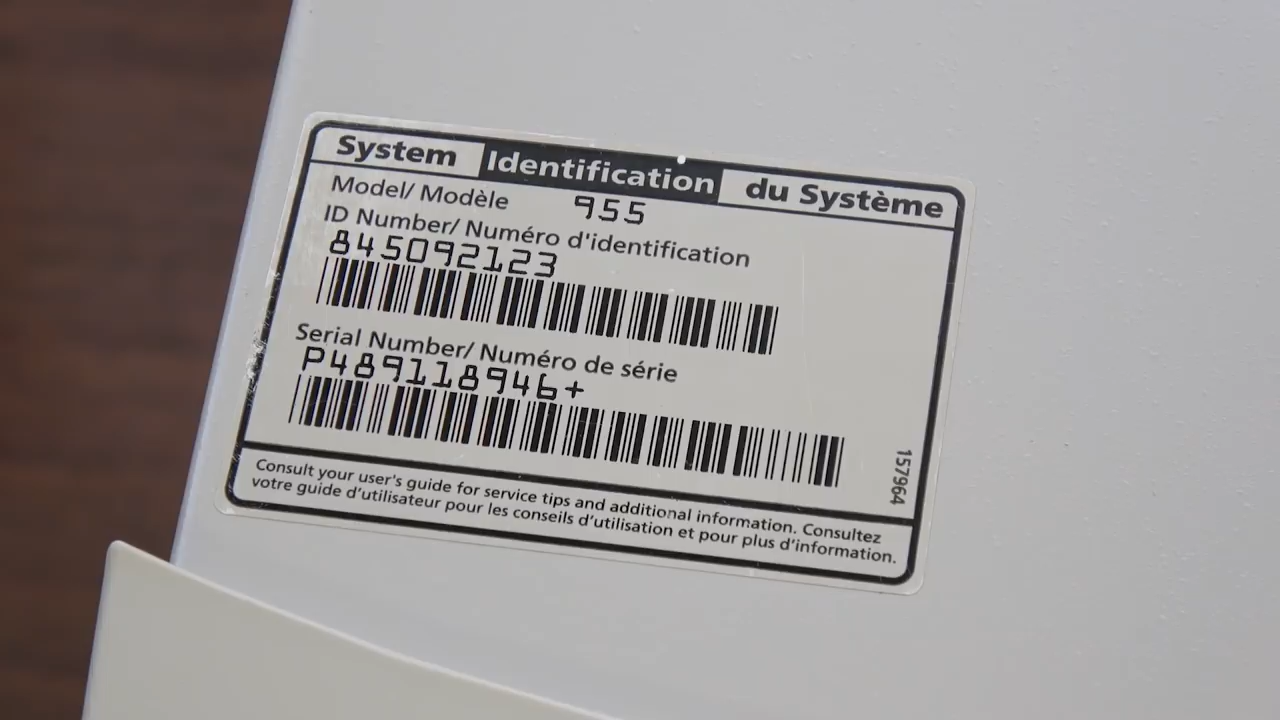 System Identification du Système
Model/ Modèle 955
ID Number/ Numéro d'identification
845092123
Serial Number/ Numéro de série
P489118946+
157964
Consult your user's guide for service tips and additional information. Consultez
votre guide d'utilisateur pour les conseils d'utilisation et pour plus d'information.